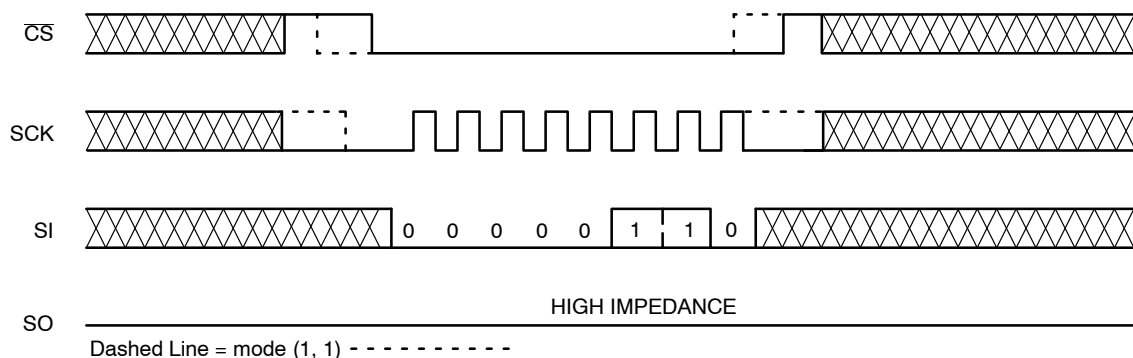 CS
SCK
SI
0 0 0 0 0 1 1 0
HIGH IMPEDANCE
SO
Dashed Line = mode (1, 1)